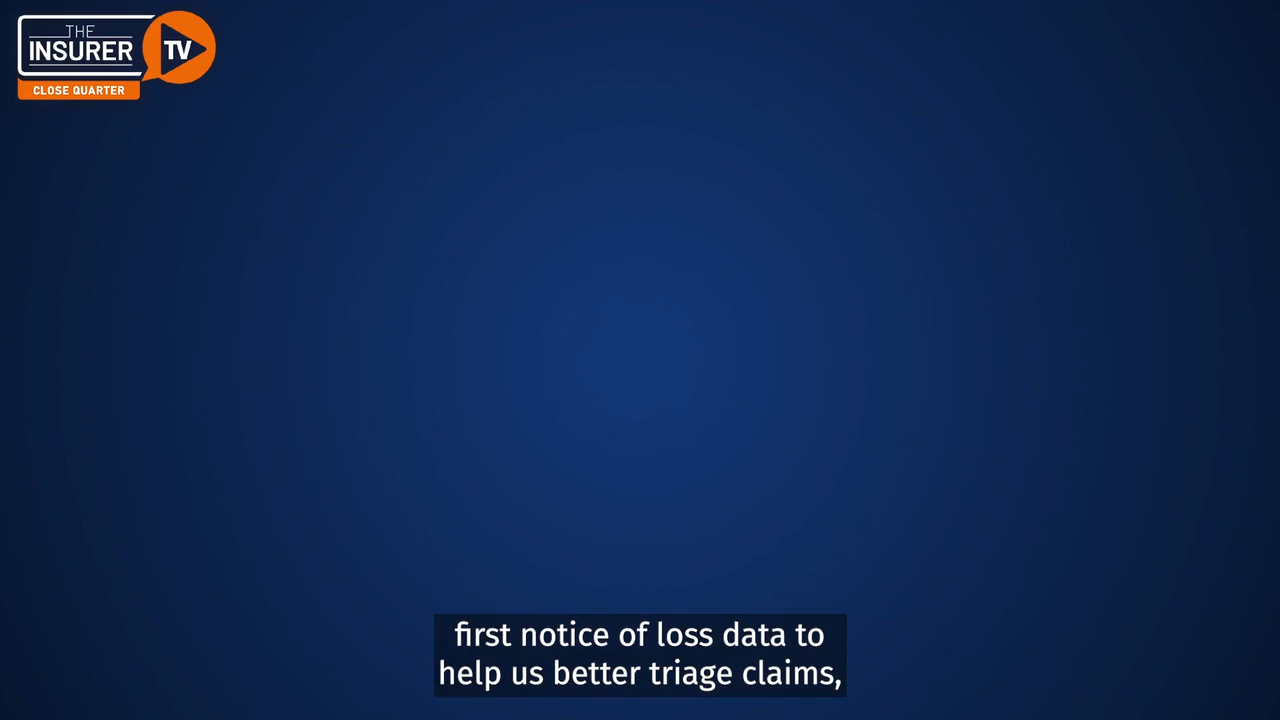 THE
INSURER
TV
CLOSE QUARTER
first notice of loss data to
help us better triage claims,